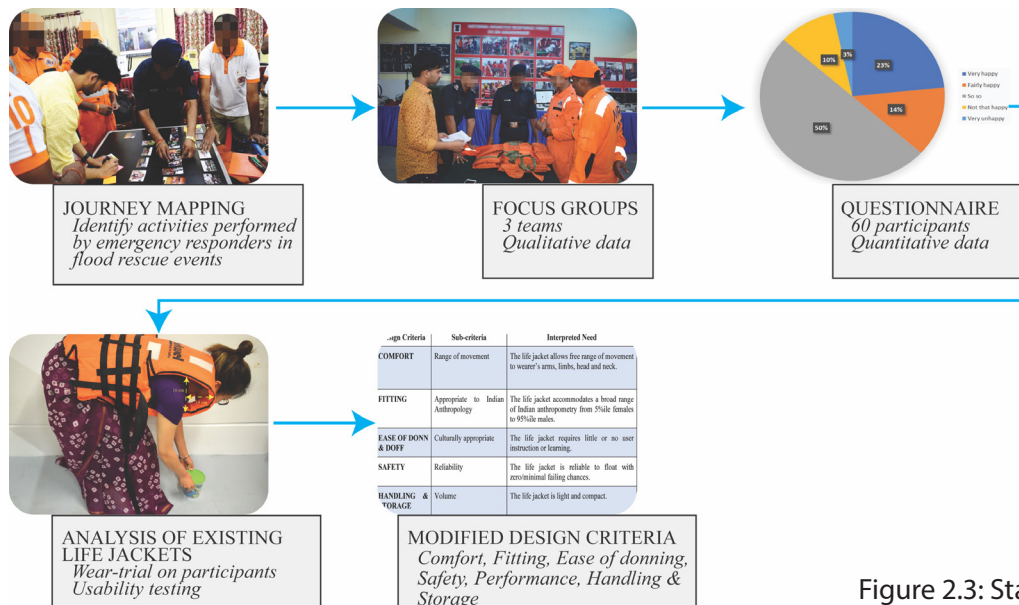 10
23%
14%
50%
10%
3%
Very happy
Fairly happy
So so
Not that happy
Very unhappy
JOURNEY MAPPING
Identify activities performed
by emergency responders in
flood rescue events
FOCUS GROUPS
3 teams
Qualitative data
QUESTIONNAIRE
60 participants
Quantitative data
ANALYSIS OF EXISTING
LIFE JACKETS
Wear-trial on participants
Usability testing
Criteria Sub-criteria Interpreted Need
COMFORT Range of movement The life jacket allows free range of movement
to wearer's arms, limbs, head and neck.
FITTING Appropriate to Indian The life jacket accommodates a broad range
Anthropology of Indian anthropometry from 5%ile females
to 95%ile males.
EASE OF DONN Culturally appropriate The life jacket requires little or no user
& DOFF instruction or learning.
SAFETY Reliability The life jacket is reliable to float with
zero/minimal failing chances.
HANDLING & Volume The life jacket is light and compact.
TORAGE
MODIFIED DESIGN CRITERIA
Comfort, Fitting, Ease of donning,
Safety, Performance, Handling &
Storage
Figure 2.3: Sta